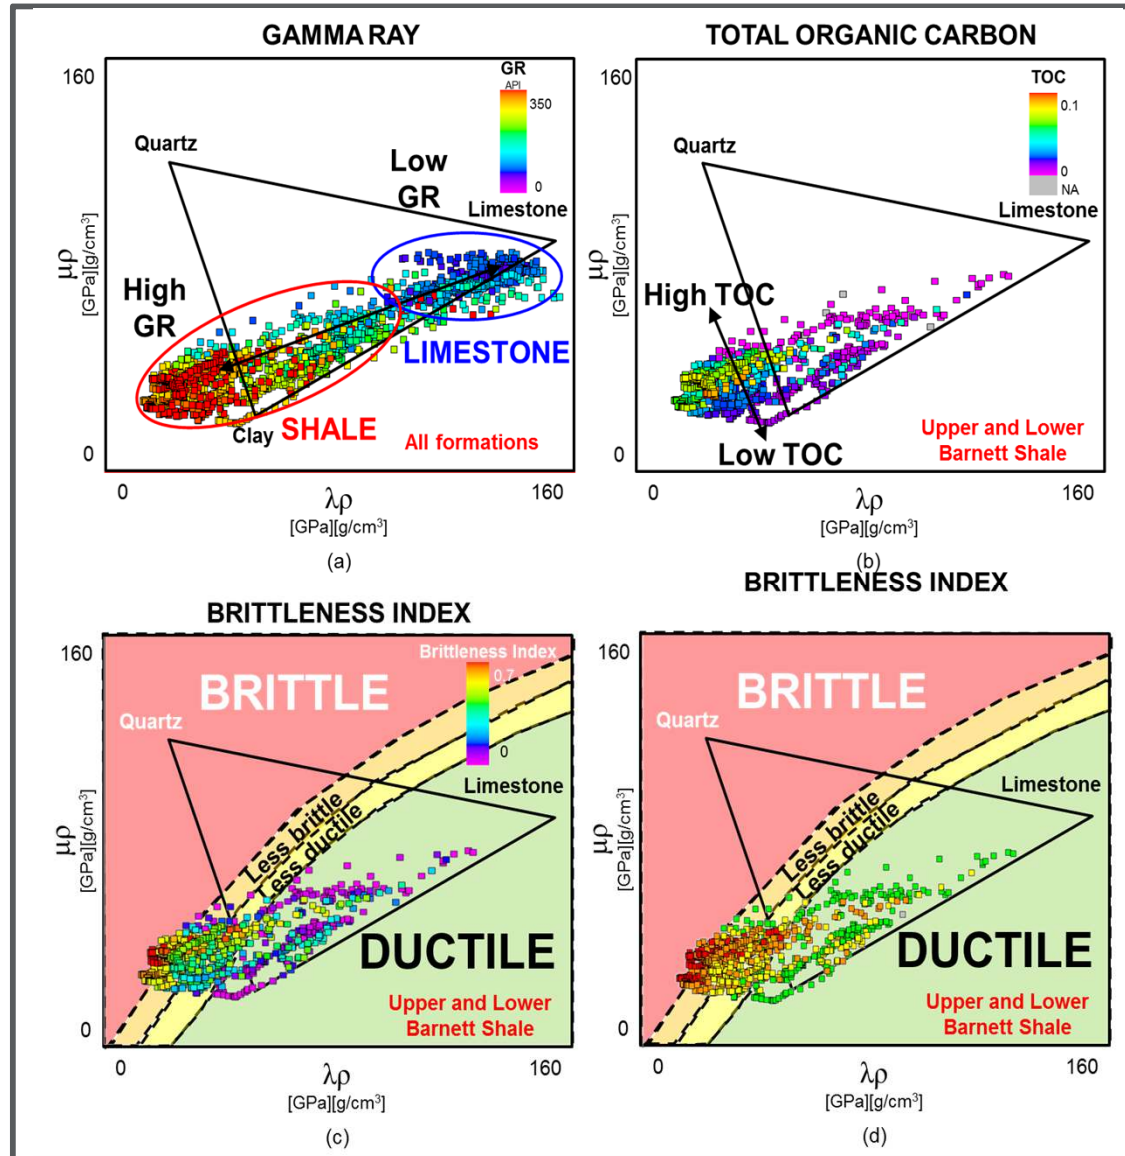 GAMMA RAY
160
GR
API
350
0
Quartz
Low
GR
Limestone
μρ
[GPa][g/cm³]
High
GR
LIMESTONE
Clay
SHALE
All formations
0
0
160
λρ
[GPa][g/cm³]
(a)
TOTAL ORGANIC CARBON
160
TOC
0.1
0
NA
Quartz
Limestone
μρ
[GPa][g/cm³]
High TOC
Low TOC
Upper and Lower
Barnett Shale
0
0
160
λρ
[GPa][g/cm³]
(b)
BRITTLENESS INDEX
160
Brittleness Index
0.7
0
BRITTLE
Quartz
Limestone
μρ
[GPa][g/cm³]
Less brittle
Less ductile
DUCTILE
Upper and Lower
Barnett Shale
0
0
160
λρ
[GPa][g/cm³]
(c)
BRITTLENESS INDEX
160
BRITTLE
Quartz
Limestone
μρ
[GPa][g/cm³]
Less brittle
Less ductile
DUCTILE
Upper and Lower
Barnett Shale
0
0
160
λρ
[GPa][g/cm³]
(d)